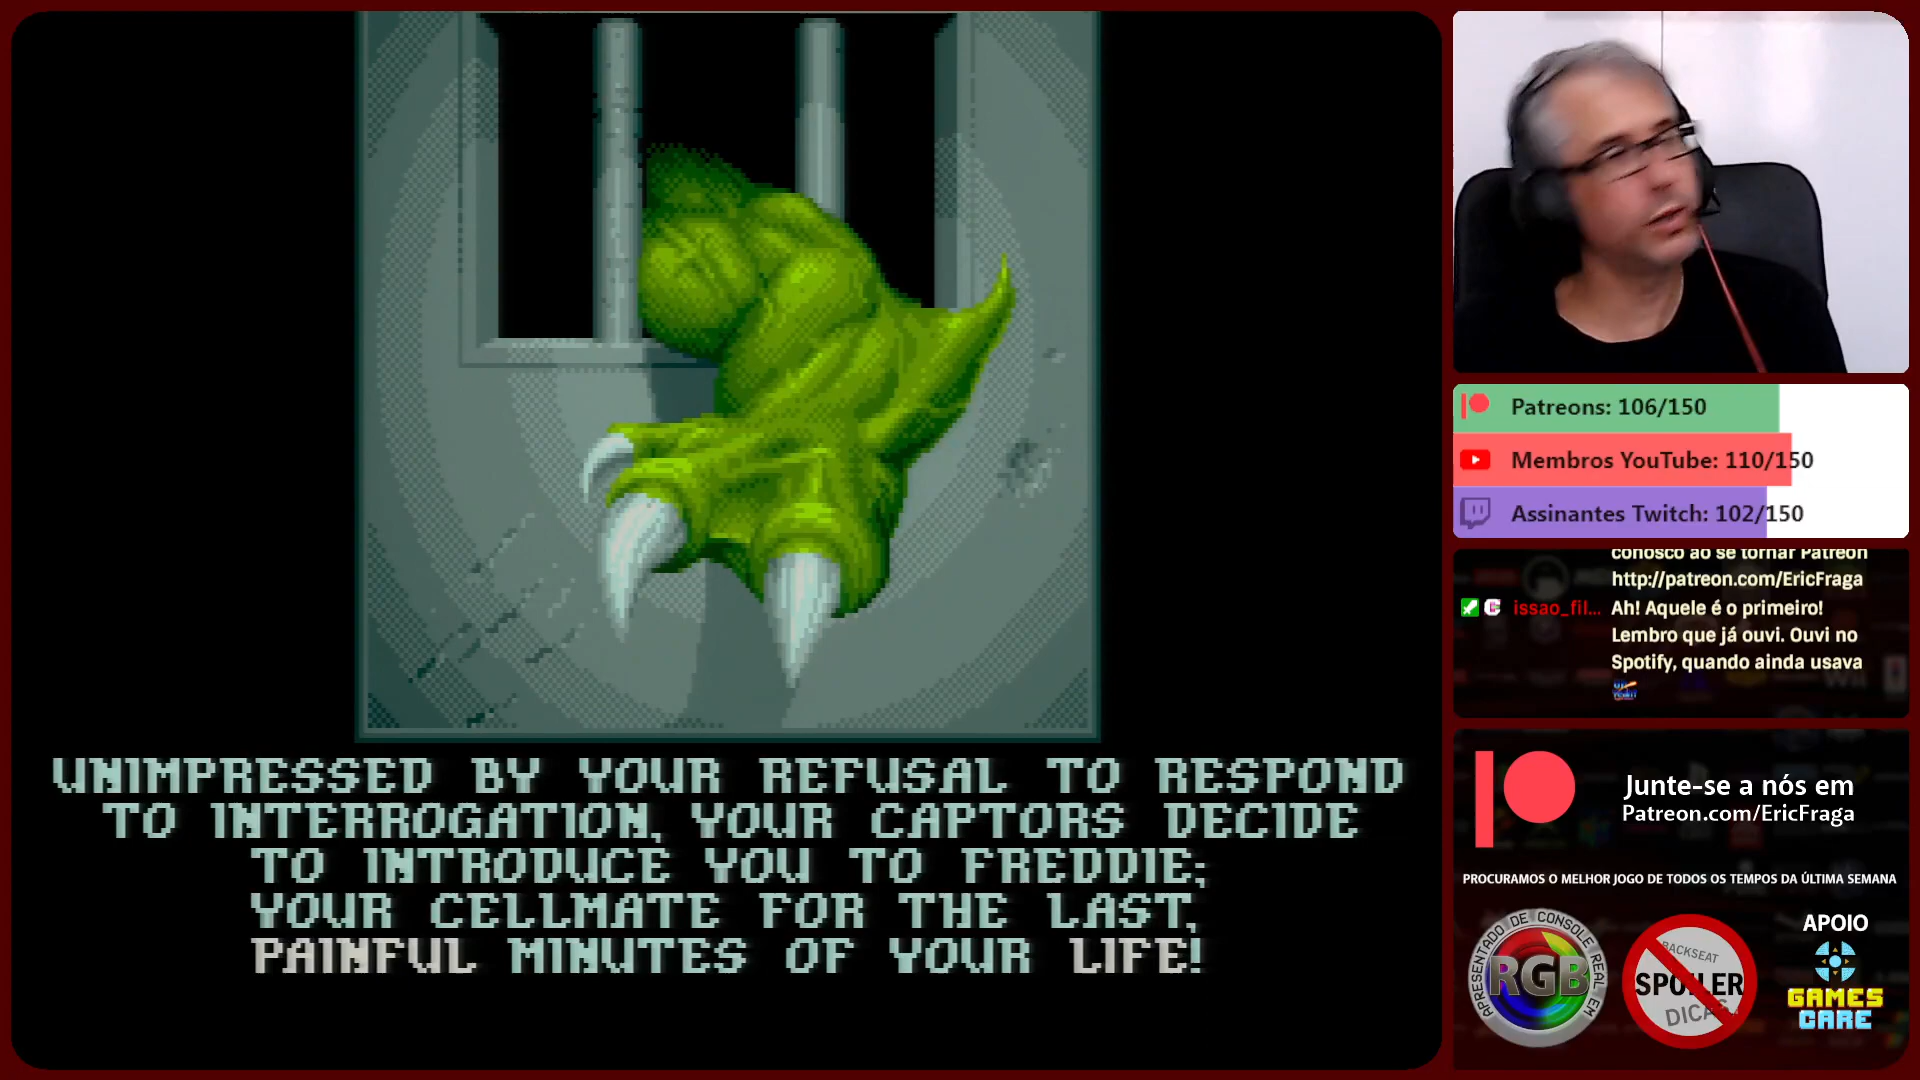 UNIMPRESSED BY YOUR REFUSAL TO RESPOND
TO INTERROGATION, YOUR CAPTORS DECIDE
TO INTRODUCE YOU TO FREDDIE;
YOUR CELLMATE FOR THE LAST,
PAINFUL MINUTES OF YOUR LIFE!
Patreons: 106/150
Membros YouTube: 110/150
Assinantes Twitch: 102/150
conosco ao se tornar Patreon
http://patreon.com/EricFraga
issao_fil... Ah! Aquele é o primeiro!
Lembro que já ouvi. Ouvi no
Spotify, quando ainda usava
Junte-se a nós em
Patreon.com/EricFraga
PROCURAMOS O MELHOR JOGO DE TODOS OS TEMPOS DA ÚLTIMA SEMANA
APRESENTADO DE CONSOLE REAL EM
RGB
BACKSEAT
SPOILER
DICAS
APOIO
GAMES
CARE